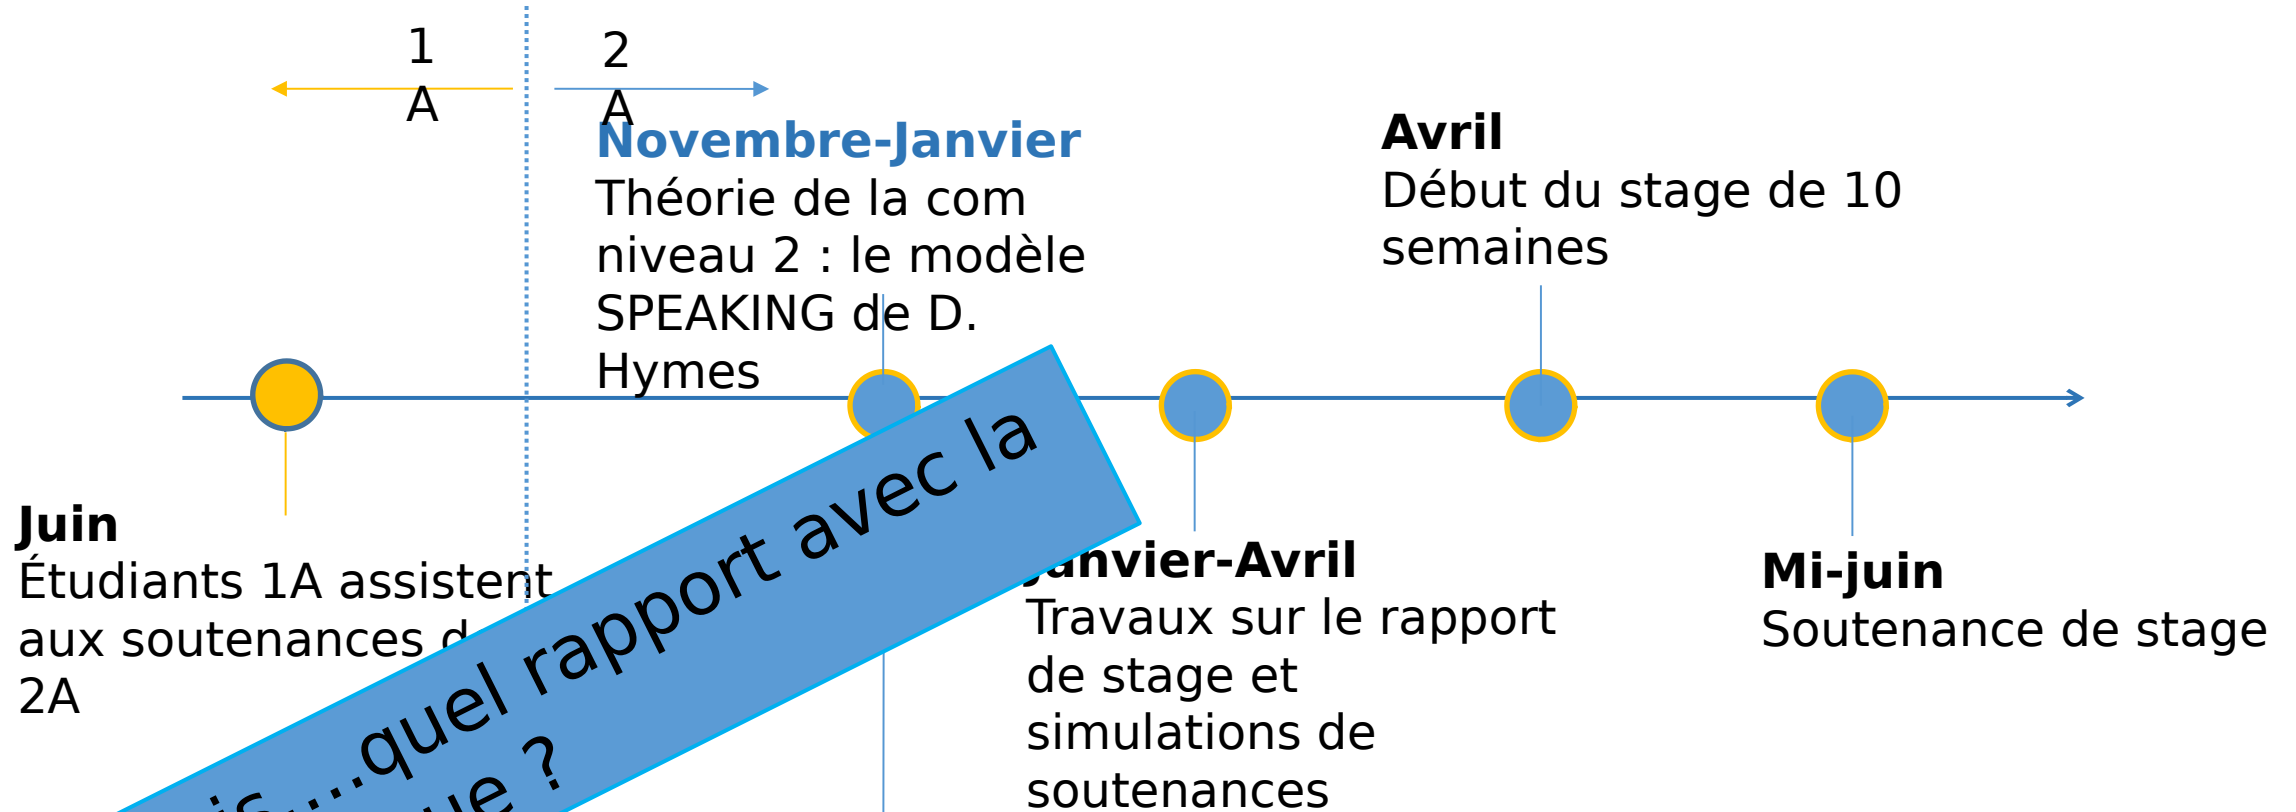 1
A
2
A
Novembre-Janvier
Théorie de la com
niveau 2 : le modèle
SPEAKING de D.
Hymes
Avril
Début du stage de 10
semaines
Juin
Étudiants 1A assistent
aux soutenances
2A
quel rapport avec la
?
Janvier-Avril
Travaux sur le rapport
de stage et
simulations de
soutenances
Mi-juin
Soutenance de stage